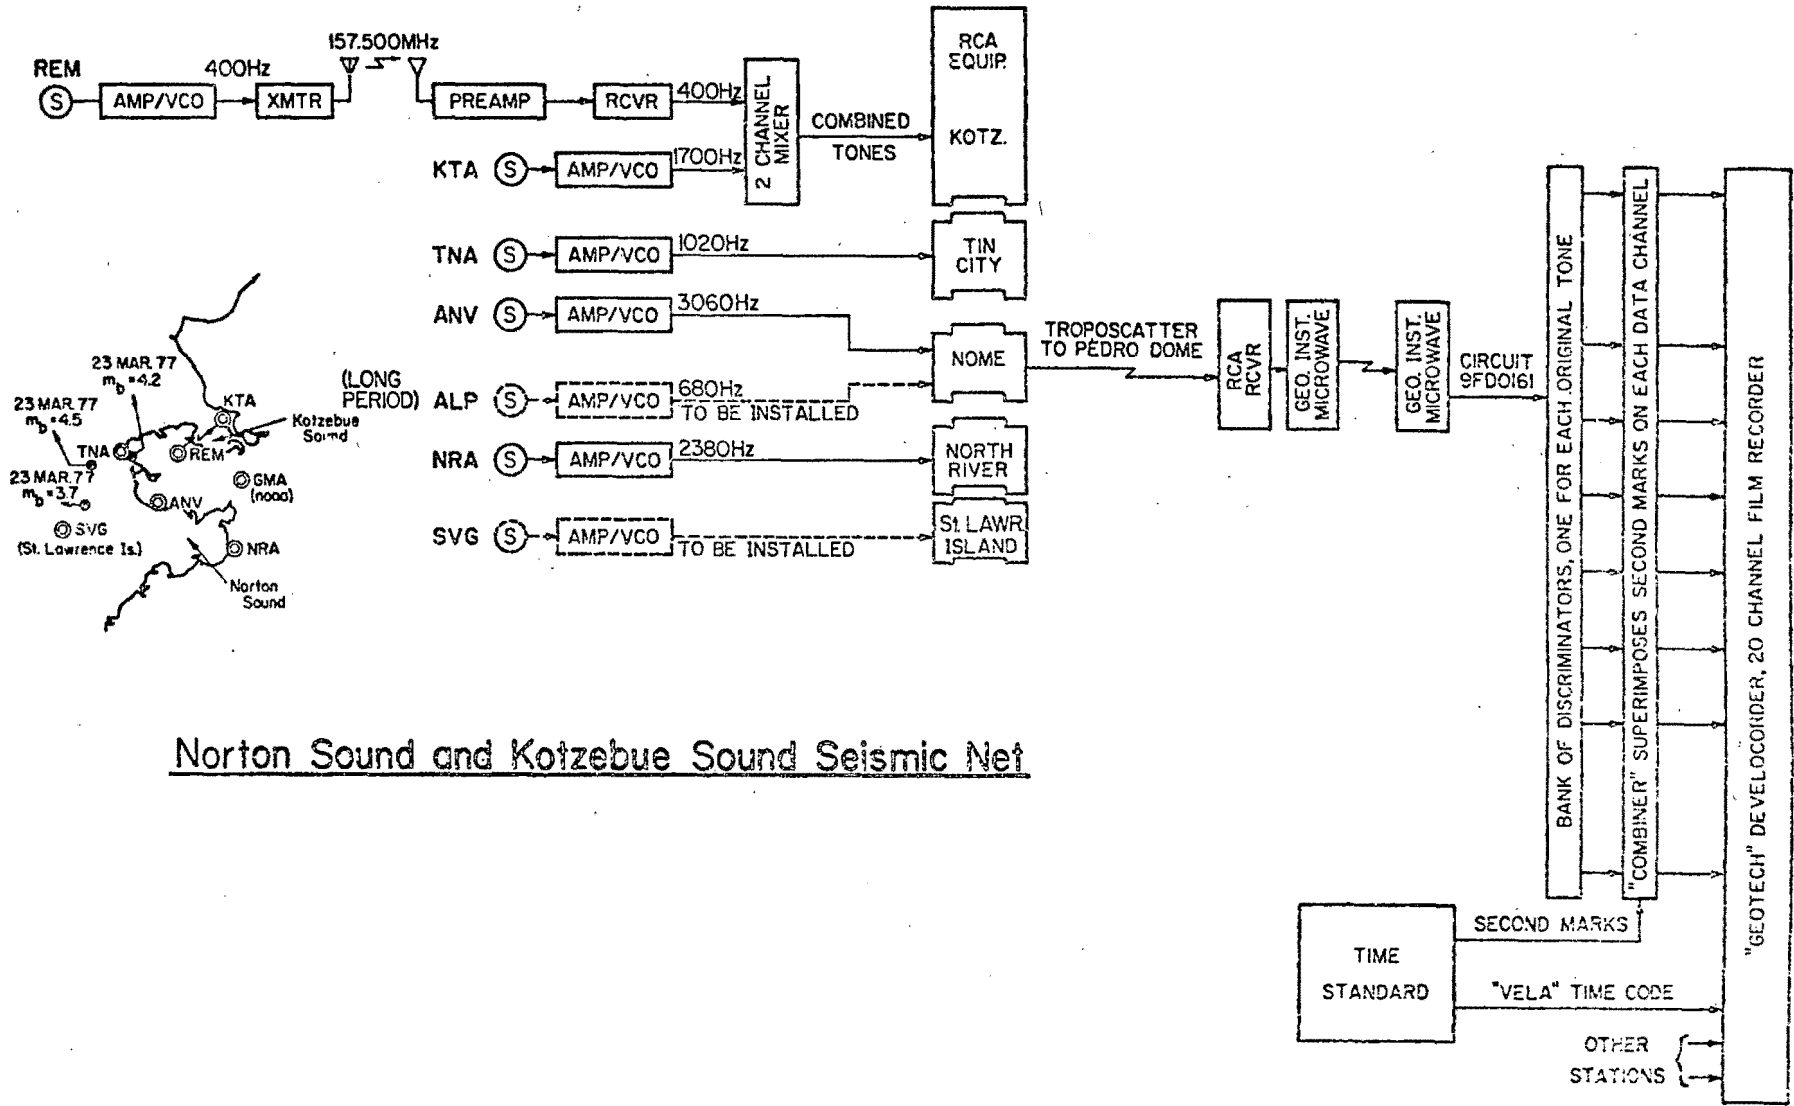 REM
S
AMP/VCO
400Hz
XMTR
157.500MHz
PREAMP
RCVR
400Hz
2 CHANNEL
MIXER
COMBINED
TONES
RCA
EQUIP.
KOTZ.
KTA
S
AMP/VCO
1700Hz
TNA
S
AMP/VCO
1020Hz
TIN
CITY
ANV
S
AMP/VCO
3060Hz
NOME
(LONG
PERIOD)
ALP
S
AMP/VCO
680Hz
TO BE INSTALLED
NRA
S
AMP/VCO
2380Hz
NORTH
RIVER
SVG
S
AMP/VCO
TO BE INSTALLED
St. LAWR
ISLAND
TROPOSCATTER
TO PEDRO DOME
RCA
RCVR
GEO. INST.
MICROWAVE
GEO. INST.
MICROWAVE
CIRCUIT
9FD0161
BANK OF DISCRIMINATORS, ONE FOR EACH ORIGINAL TONE
"COMBINER" SUPERIMPOSES SECOND MARKS ON EACH DATA CHANNEL
"GEOTECH" DEVELOCORDER, 20 CHANNEL FILM RECORDER
TIME
STANDARD
SECOND MARKS
"VELA" TIME CODE
OTHER
STATIONS
23 MAR. 77
mb=4.2
23 MAR. 77
mb=4.5
23 MAR. 77
mb=3.7
KTA
Kotzebue
Sound
TNA
REM
GMA
(noaa)
ANV
SVG
(St. Lawrence Is.)
NRA
Norton
Sound
Norton Sound and Kotzebue Sound Seismic Net